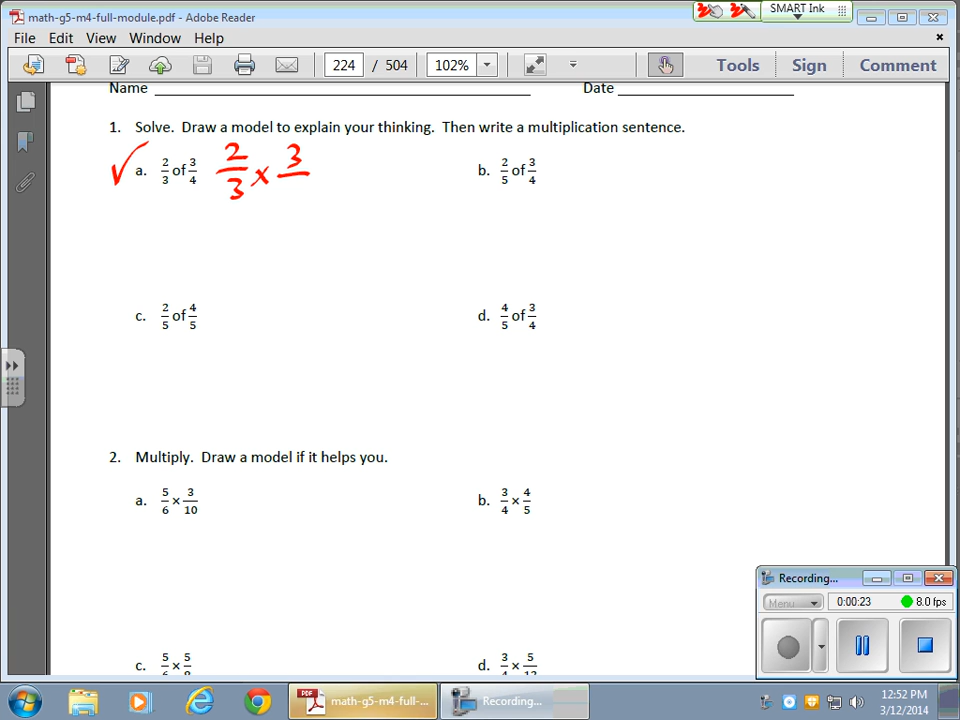 math-g5-m4-full-module.pdf - Adobe Reader
SMART Ink
File Edit View Window Help
224 / 504 102% Tools Sign Comment
Name Date
1. Solve. Draw a model to explain your thinking. Then write a multiplication sentence.
a. 2/3 of 3/4 2/3 x 3/
b. 2/5 of 3/4
c. 2/5 of 4/5
d. 4/5 of 3/4
2. Multiply. Draw a model if it helps you.
a. 5/6 × 3/10
b. 3/4 × 4/5
c. 5/6 × 5/8
d. 3/4 × 5/12
Recording...
Menu 0:00:23 8.0 fps
PDF math-g5-m4-full-... Recording... 12:52 PM
3/12/2014